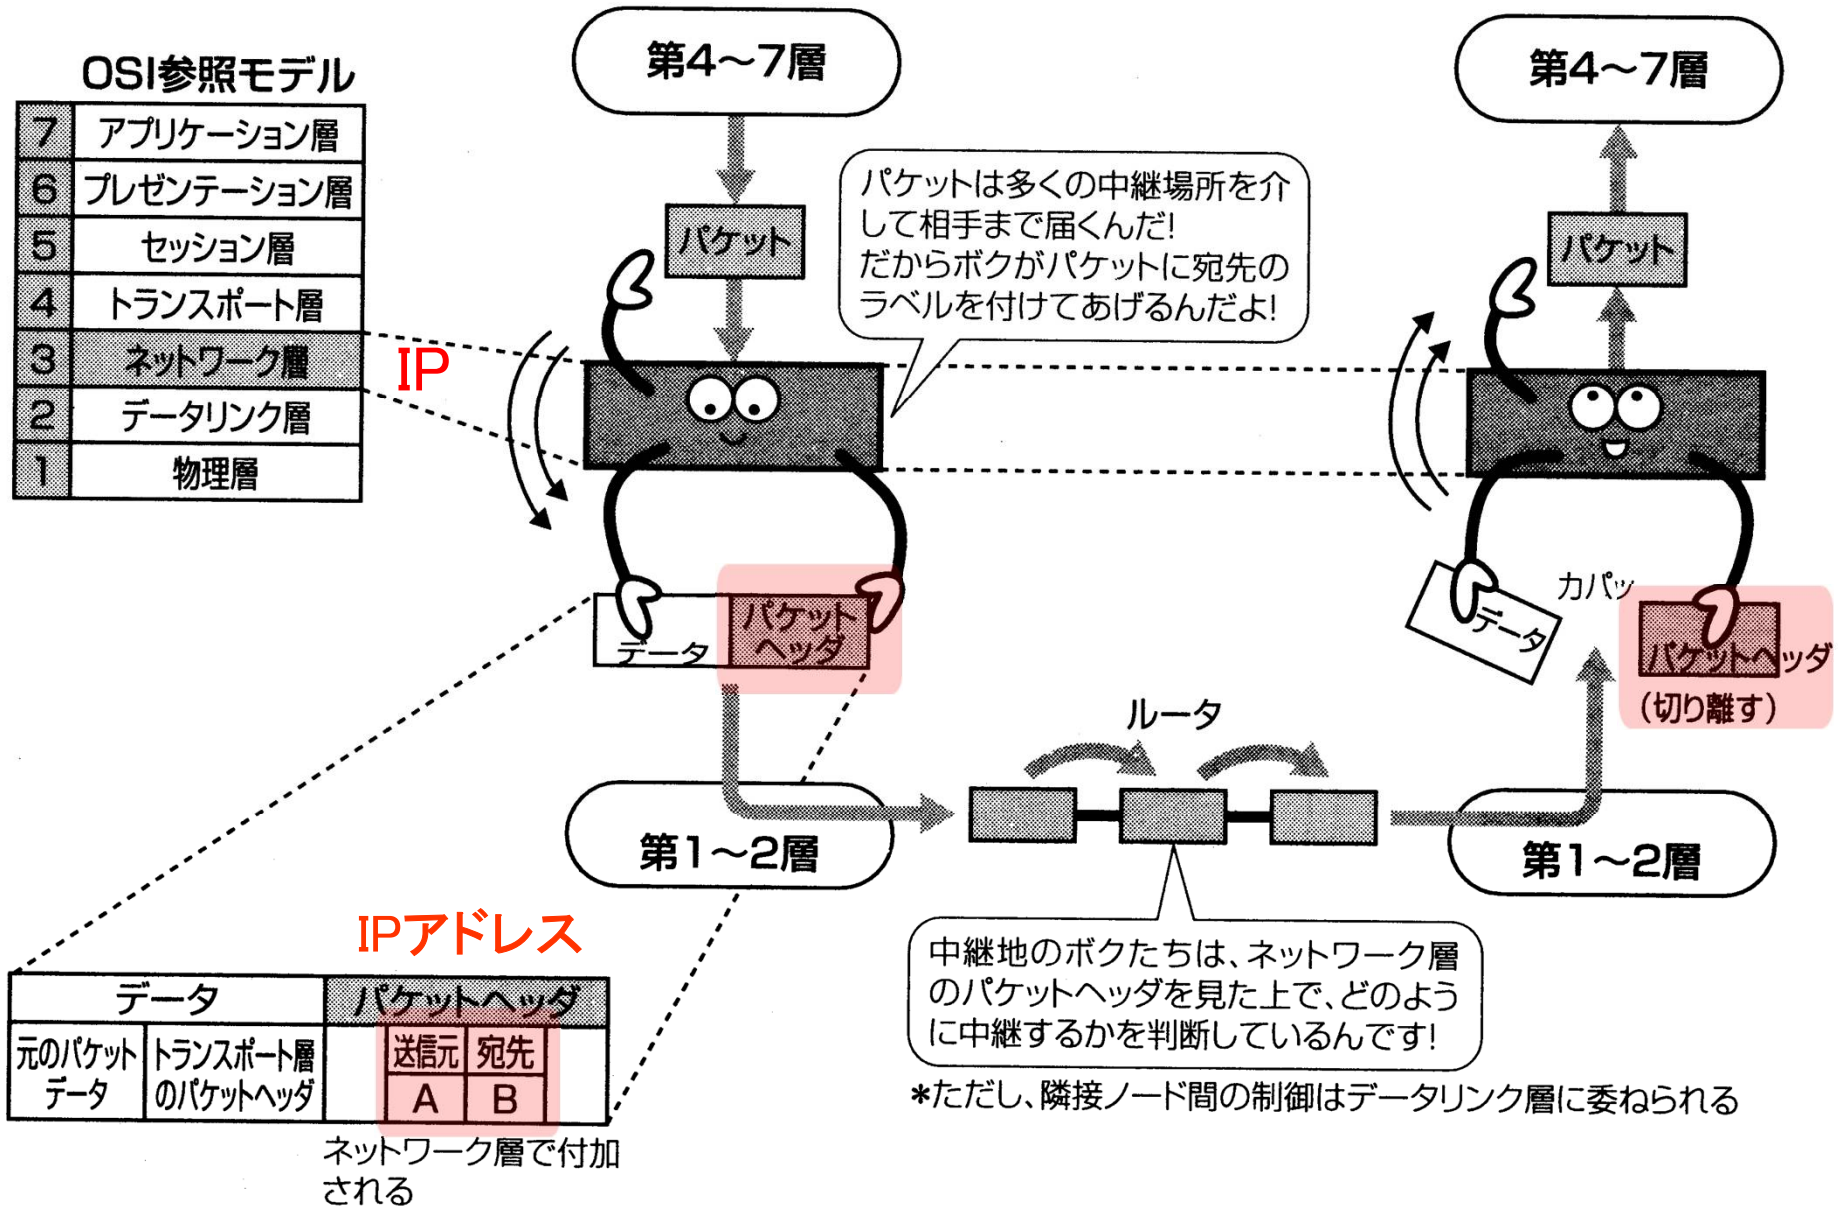 OSI参照モデル
7 アプリケーション層
6 プレゼンテーション層
5 セッション層
4 トランスポート層
3 ネットワーク層
2 データリンク層
1 物理層
IP
第4～7層
パケット
パケットは多くの中継場所を介
して相手まで届くんだ!
だからボクがパケットに宛先の
ラベルを付けてあげるんだよ!
データ
パケット
ヘッダ
第1～2層
ルータ
中継地のボクたちは、ネットワーク層
のパケットヘッダを見た上で、どのよう
に中継するかを判断しているんです!
*ただし、隣接ノード間の制御はデータリンク層に委ねられる
第4～7層
パケット
カパッ
データ
パケットヘッダ
(切り離す)
第1～2層
IPアドレス
データ
パケットヘッダ
元のパケット
データ
トランスポート層
のパケットヘッダ
送信元 宛先
A B
ネットワーク層で付加
される